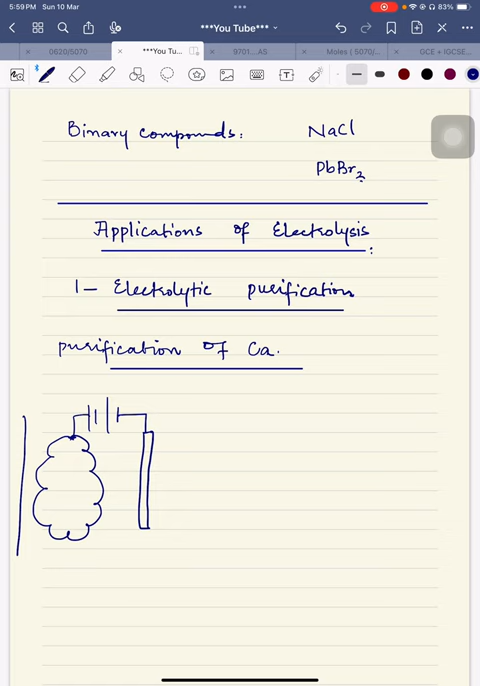 5:59 PM Sun 10 Mar
83%
***You Tube***
0620/5070
***You Tu...
9701....AS
Moles ( 5070/
GCE + IGCSE...
Binary compounds: NaCl
PbBr2
Applications of Electrolysis:
1- Electrolytic purification
purification of Ca.